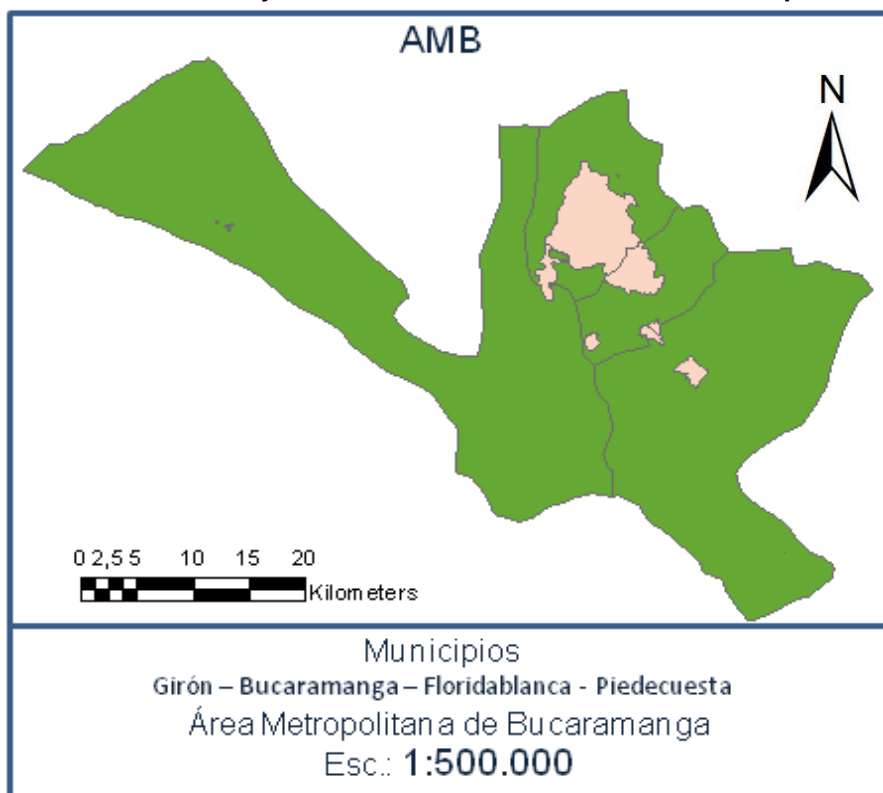 AMB
N
0 2,5 5 10 15 20
Kilometers
Municipios
Girón – Bucaramanga – Floridablanca - Piedecuesta
Área Metropolitana de Bucaramanga
Esc.: 1:500.000